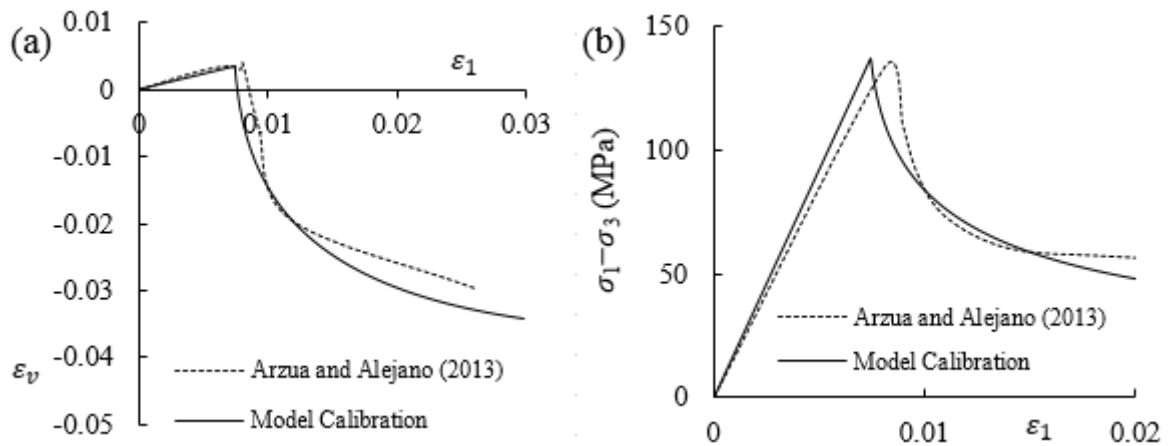 (a)
0.01
0
-0.01
-0.02
-0.03
-0.04
-0.05
0
0.01
0.02
0.03
ε₁
εᵥ
Arzua and Alejano (2013)
Model Calibration
(b)
150
100
50
0
σ₁−σ₃ (MPa)
Arzua and Alejano (2013)
Model Calibration
0
0.01
ε₁
0.02